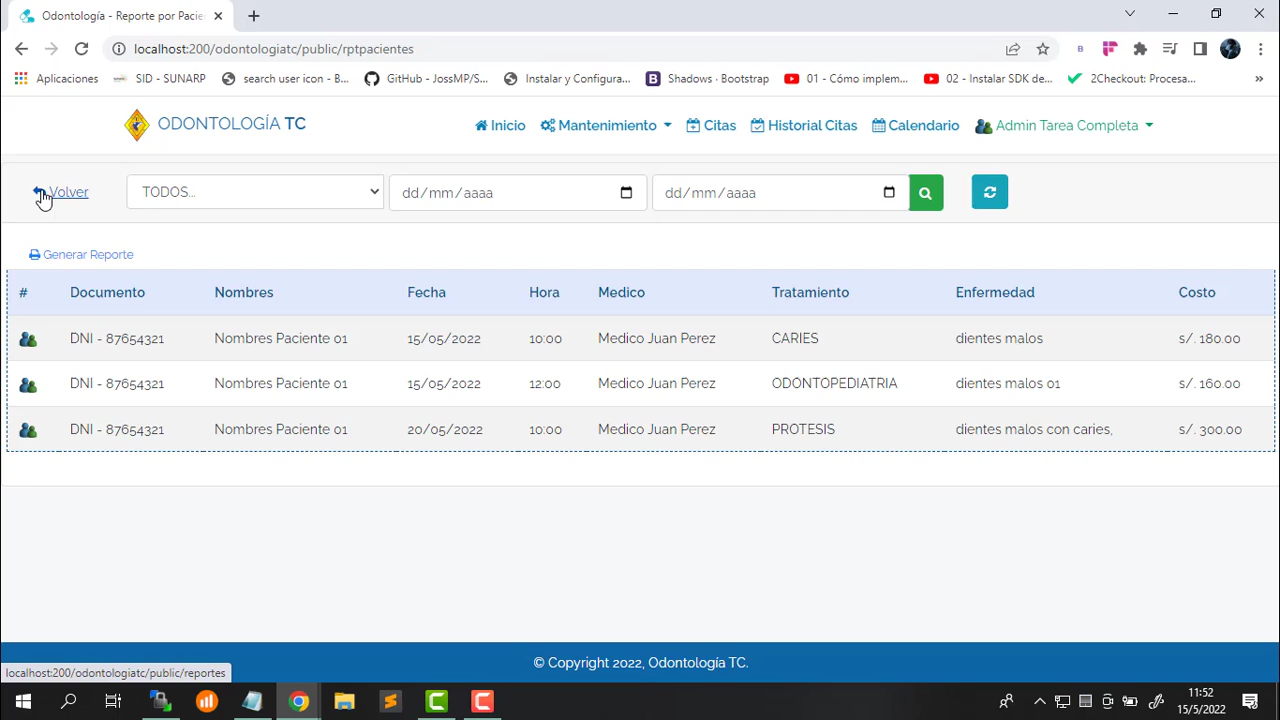 Odontología - Reporte por Pacie
localhost:200/odontologiatc/public/rptpacientes
Aplicaciones SID - SUNARP search user icon - B... GitHub - JossMP/S... Instalar y Configura... Shadows · Bootstrap 01 - Cómo implem... 02 - Instalar SDK de... 2Checkout: Procesa... »
ODONTOLOGÍA TC Inicio Mantenimiento Citas Historial Citas Calendario Admin Tarea Completa
Volver TODOS... dd/mm/aaaa dd/mm/aaaa
Generar Reporte
# Documento Nombres Fecha Hora Medico Tratamiento Enfermedad Costo
DNI - 87654321 Nombres Paciente 01 15/05/2022 10:00 Medico Juan Perez CARIES dientes malos s/. 180.00
DNI - 87654321 Nombres Paciente 01 15/05/2022 12:00 Medico Juan Perez ODONTOPEDIATRIA dientes malos 01 s/. 160.00
DNI - 87654321 Nombres Paciente 01 20/05/2022 10:00 Medico Juan Perez PROTESIS dientes malos con caries, s/. 300.00
© Copyright 2022, Odontología TC.
localhost:200/odontologiatc/public/reportes
11:52
15/5/2022